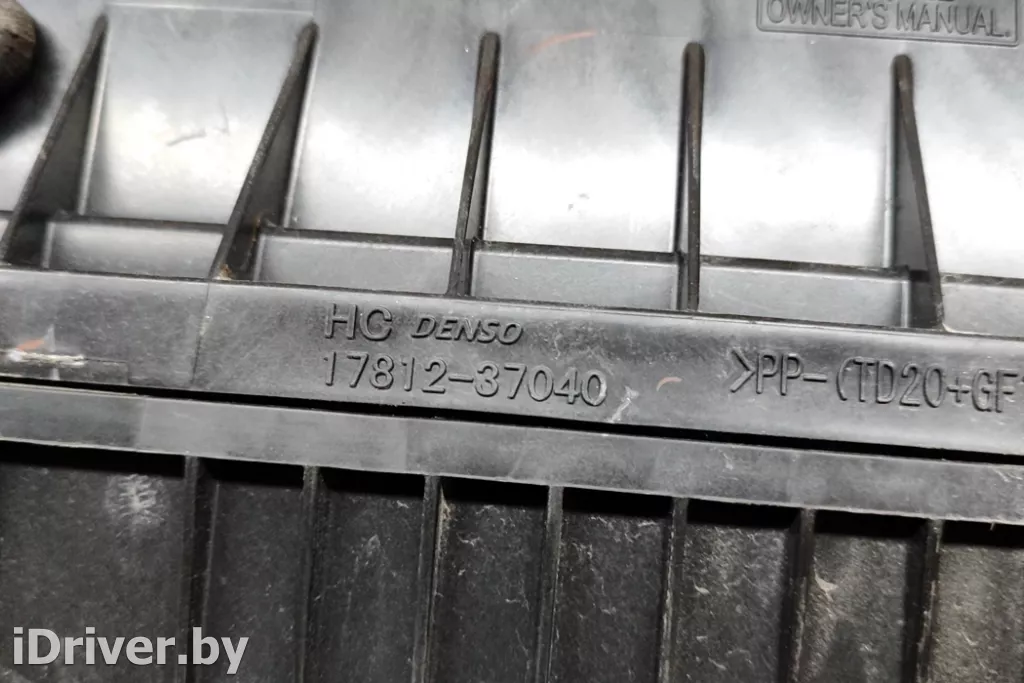 OWNER'S MANUAL.
HC DENSO
17812-37040
>PP-(TD20+GF
iDriver.by